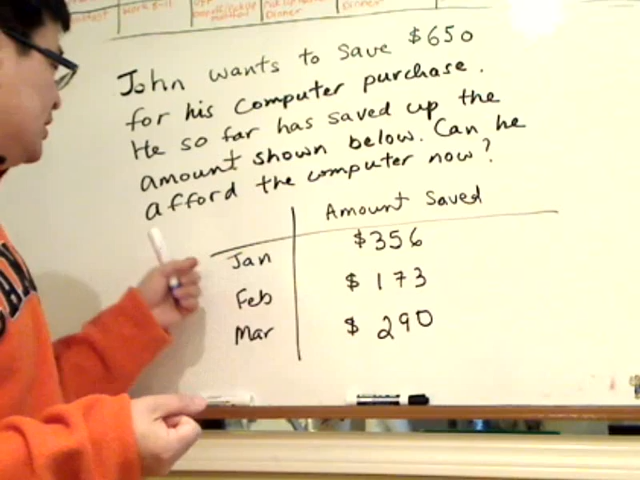 John wants to save $650
for his computer purchase.
He so far has saved up the
amount shown below. Can he
afford the computer now?
Amount Saved
Jan $356
Feb $173
Mar $290